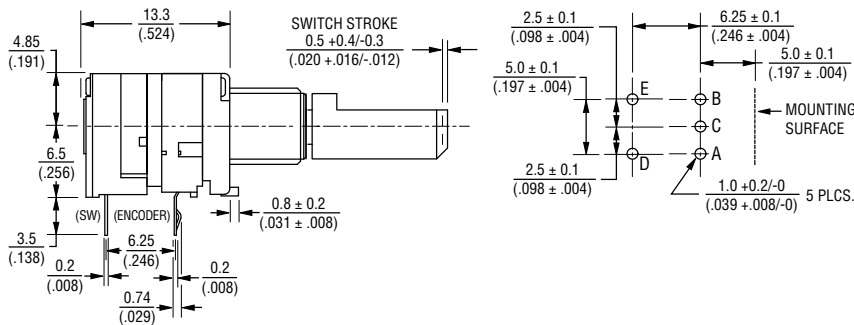 13.3
(.524)
SWITCH STROKE
0.5 +0.4/-0.3
(.020 +.016/-.012)
4.85
(.191)
6.5
(.256)
(SW)
(ENCODER)
3.5
(.138)
6.25
(.246)
0.8 ± 0.2
(.031 ± .008)
0.2
(.008)
0.2
(.008)
0.74
(.029)
2.5 ± 0.1
(.098 ± .004)
6.25 ± 0.1
(.246 ± .004)
5.0 ± 0.1
(.197 ± .004)
5.0 ± 0.1
(.197 ± .004)
E
B
C
MOUNTING
SURFACE
D
A
2.5 ± 0.1
(.098 ± .004)
1.0 +0.2/-0
(.039 +.008/-0)
5 PLCS.